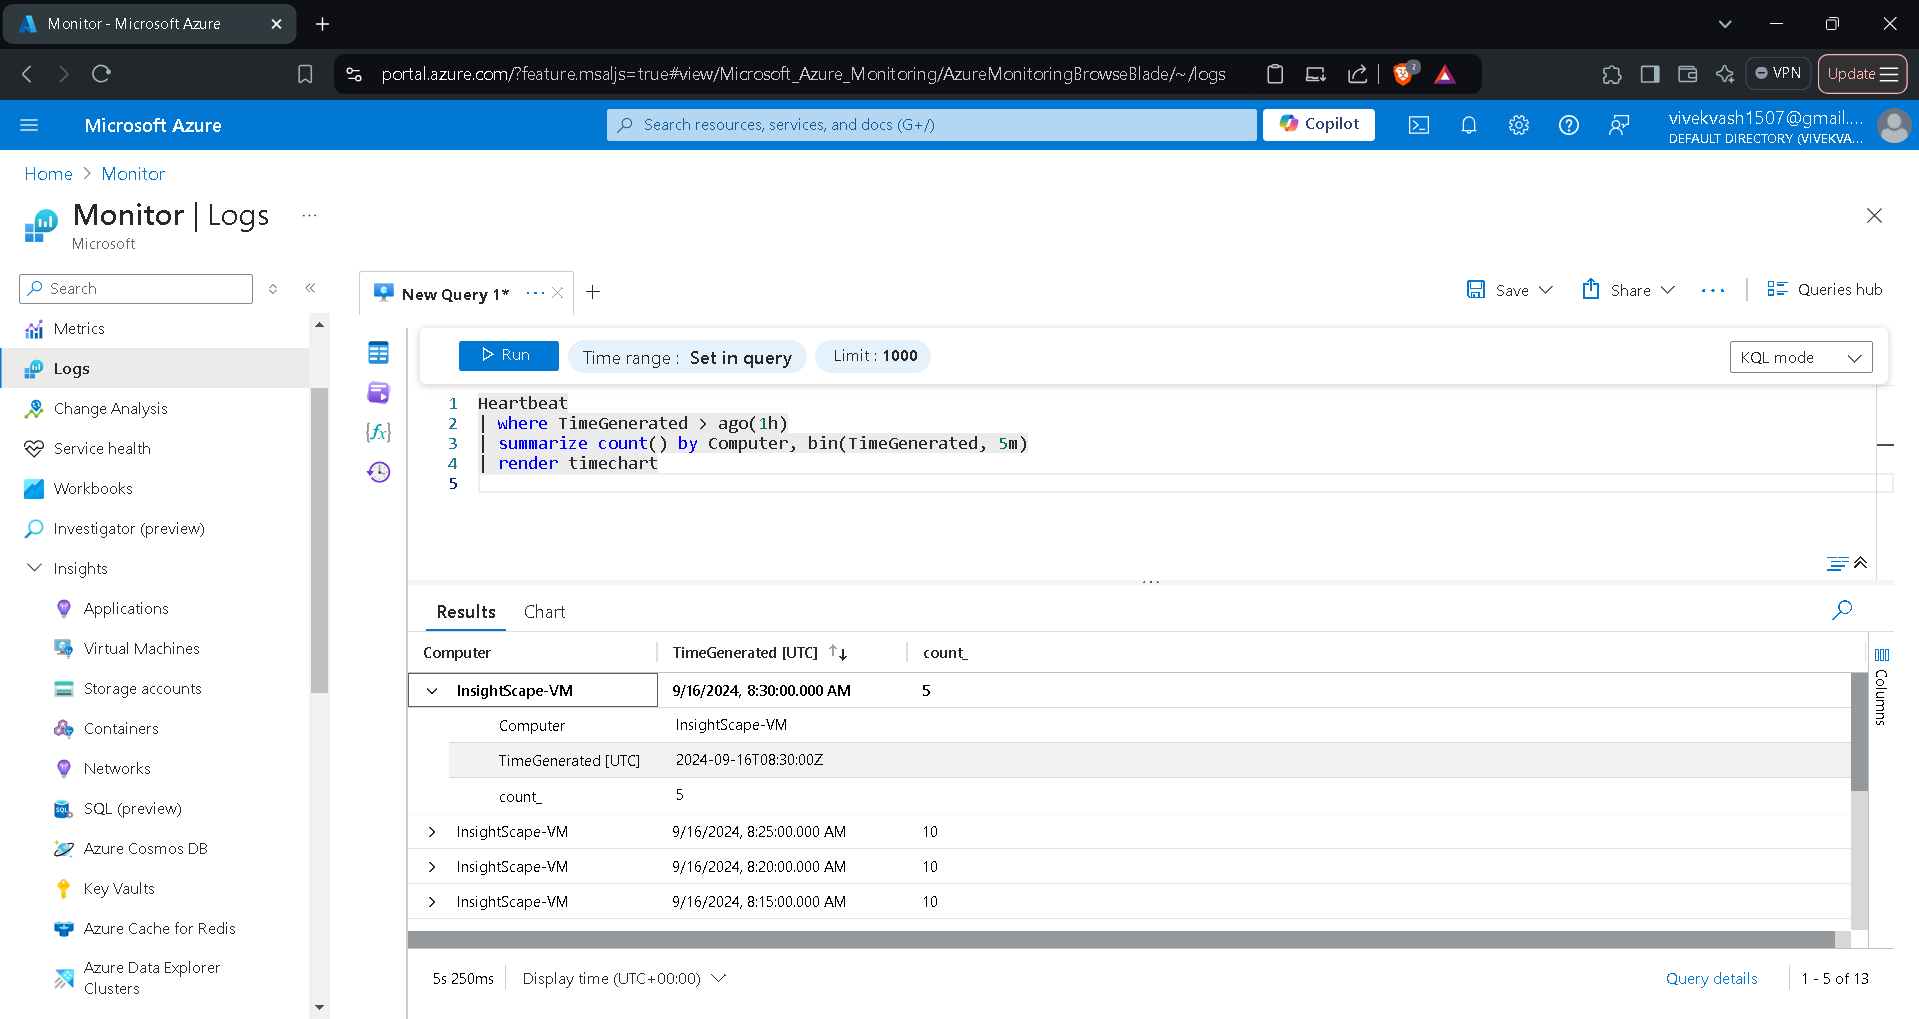 Monitor - Microsoft Azure
portal.azure.com/?feature.msaljs=true#view/Microsoft_Azure_Monitoring/AzureMonitoringBrowseBlade/~/logs
2
VPN
Update
Microsoft Azure
Search resources, services, and docs (G+/)
Copilot
vivekvash1507@gmail....
DEFAULT DIRECTORY (VIVEKVA...
Home > Monitor
Monitor | Logs ...
Microsoft
Search
Metrics
Logs
Change Analysis
Service health
Workbooks
Investigator (preview)
Insights
Applications
Virtual Machines
Storage accounts
Containers
Networks
SQL (preview)
Azure Cosmos DB
Key Vaults
Azure Cache for Redis
Azure Data Explorer
Clusters
New Query 1* ...
Save
Share
...
Queries hub
Run
Time range : Set in query
Limit : 1000
KQL mode
1 Heartbeat
2 | where TimeGenerated > ago(1h)
3 | summarize count() by Computer, bin(TimeGenerated, 5m)
4 | render timechart
5
Results Chart
Computer TimeGenerated [UTC] count_
InsightScape-VM 9/16/2024, 8:30:00.000 AM 5
Computer InsightScape-VM
TimeGenerated [UTC] 2024-09-16T08:30:00Z
count_ 5
InsightScape-VM 9/16/2024, 8:25:00.000 AM 10
InsightScape-VM 9/16/2024, 8:20:00.000 AM 10
InsightScape-VM 9/16/2024, 8:15:00.000 AM 10
Columns
5s 250ms Display time (UTC+00:00) Query details 1 - 5 of 13